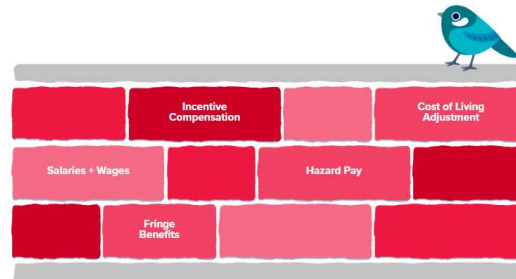 Incentive
Compensation
Cost of Living
Adjustment
Salaries + Wages
Hazard Pay
Fringe
Benefits